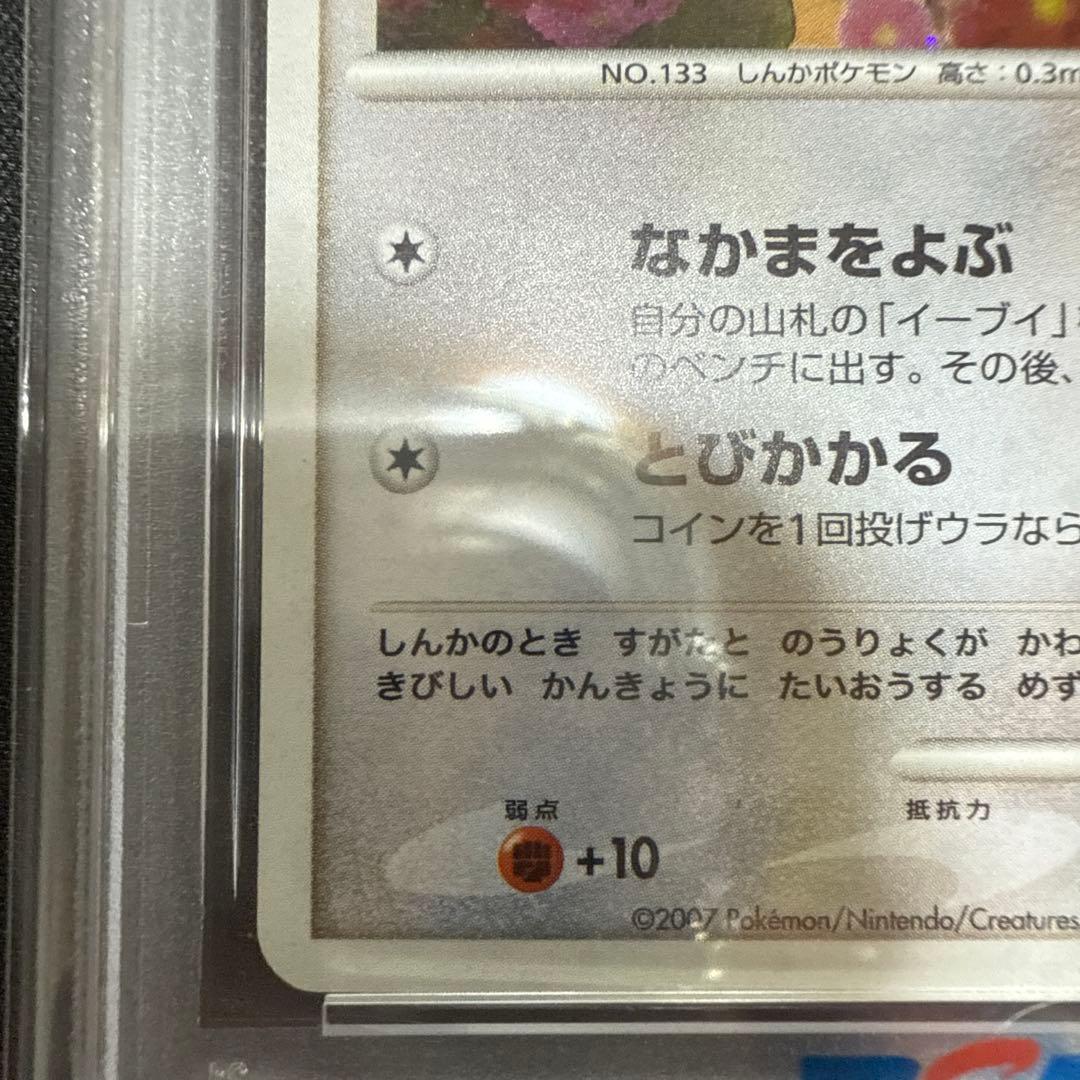 NO.133 しんかポケモン 高さ：0.3m
なかまをよぶ
自分の山札の「イーブイ」
のベンチに出す。その後、
とびかかる
コインを1回投げウラなら
しんかのとき すがたと のうりょくが かわ
きびしい かんきょうに たいおうする めず
弱点
抵抗力
+10
©2007 Pokémon/Nintendo/Creatures